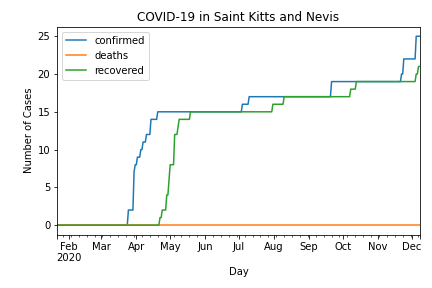 COVID-19 in Saint Kitts and Nevis
confirmed
deaths
recovered
Number of Cases
25
20
15
10
5
0
Feb Mar Apr May Jun Jul Aug Sep Oct Nov Dec
2020
Day